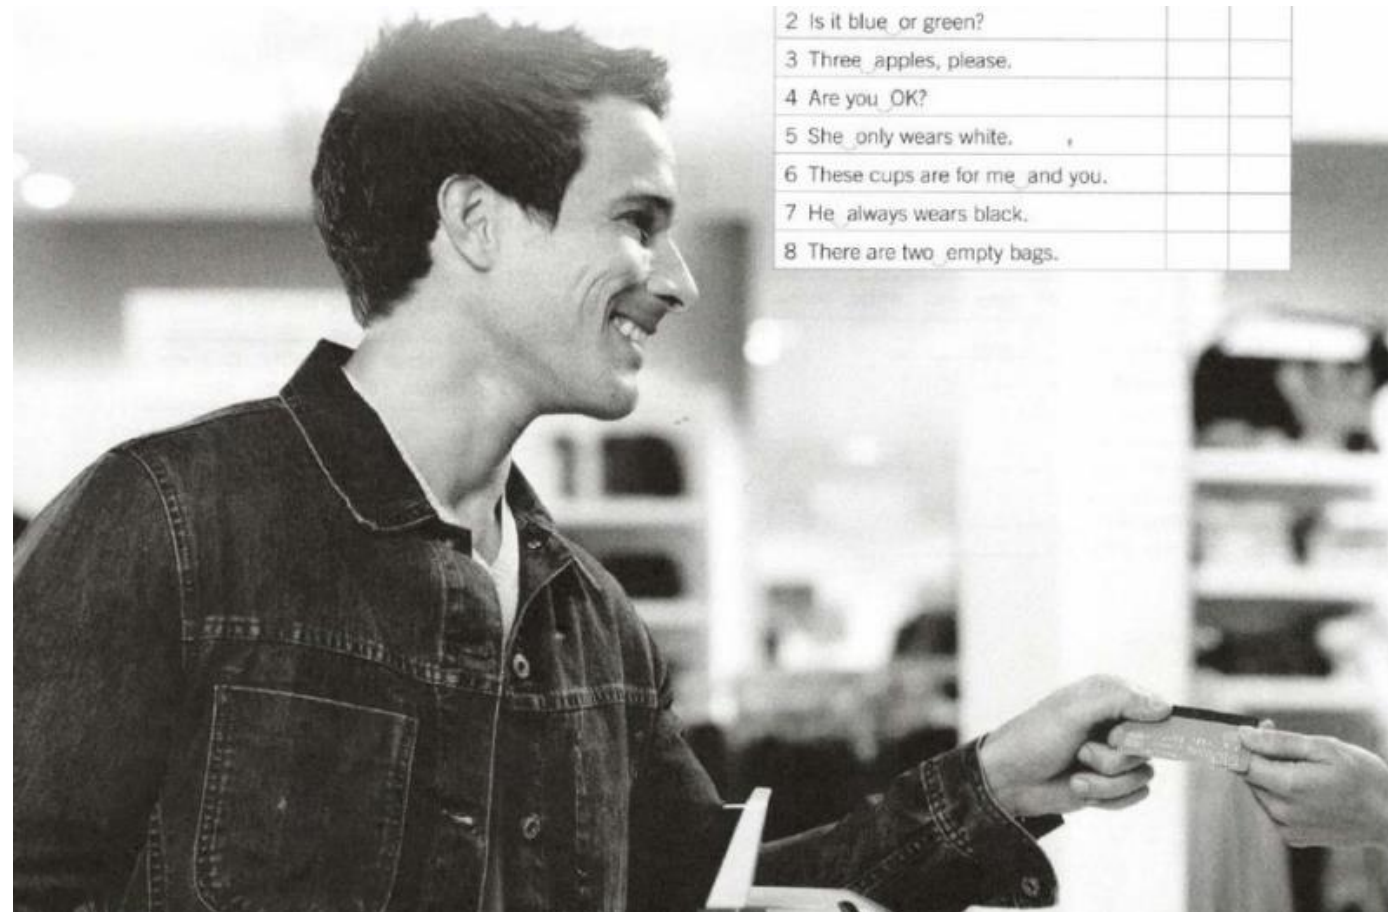 2 Is it blue or green?
3 Three apples, please.
4 Are you OK?
5 She only wears white.
6 These cups are for me and you.
7 He always wears black.
8 There are two empty bags.